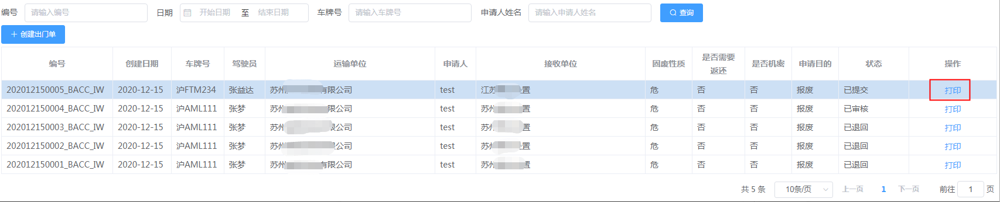 编号 请输入编号 日期 开始日期 至 结束日期 车牌号 请输入车牌号 申请人姓名 请输入申请人姓名 查询
+ 创建出门单
编号 创建日期 车牌号 驾驶员 运输单位 申请人 接收单位 固废性质 是否需要返还 是否机密 申请目的 状态 操作
202012150005_BACC_IW 2020-12-15 沪FTM234 张益达 苏州 有限公司 test 江苏 置 危 否 否 报废 已提交 打印
202012150004_BACC_IW 2020-12-15 沪AML111 张梦 苏州 限公司 test 苏州 置 危 否 否 报废 已审核 打印
202012150003_BACC_IW 2020-12-15 沪AML111 张梦 苏州 限公司 test 苏州 置 危 否 否 报废 已退回 打印
202012150002_BACC_IW 2020-12-15 沪AML111 张梦 苏州 限公司 test 苏州 置 危 否 否 报废 已退回 打印
202012150001_BACC_IW 2020-12-15 沪AML111 张梦 苏州 有限公司 test 苏州 置 危 否 否 报废 已退回 打印
共 5 条 10条/页 上一页 1 下一页 前往 1 页